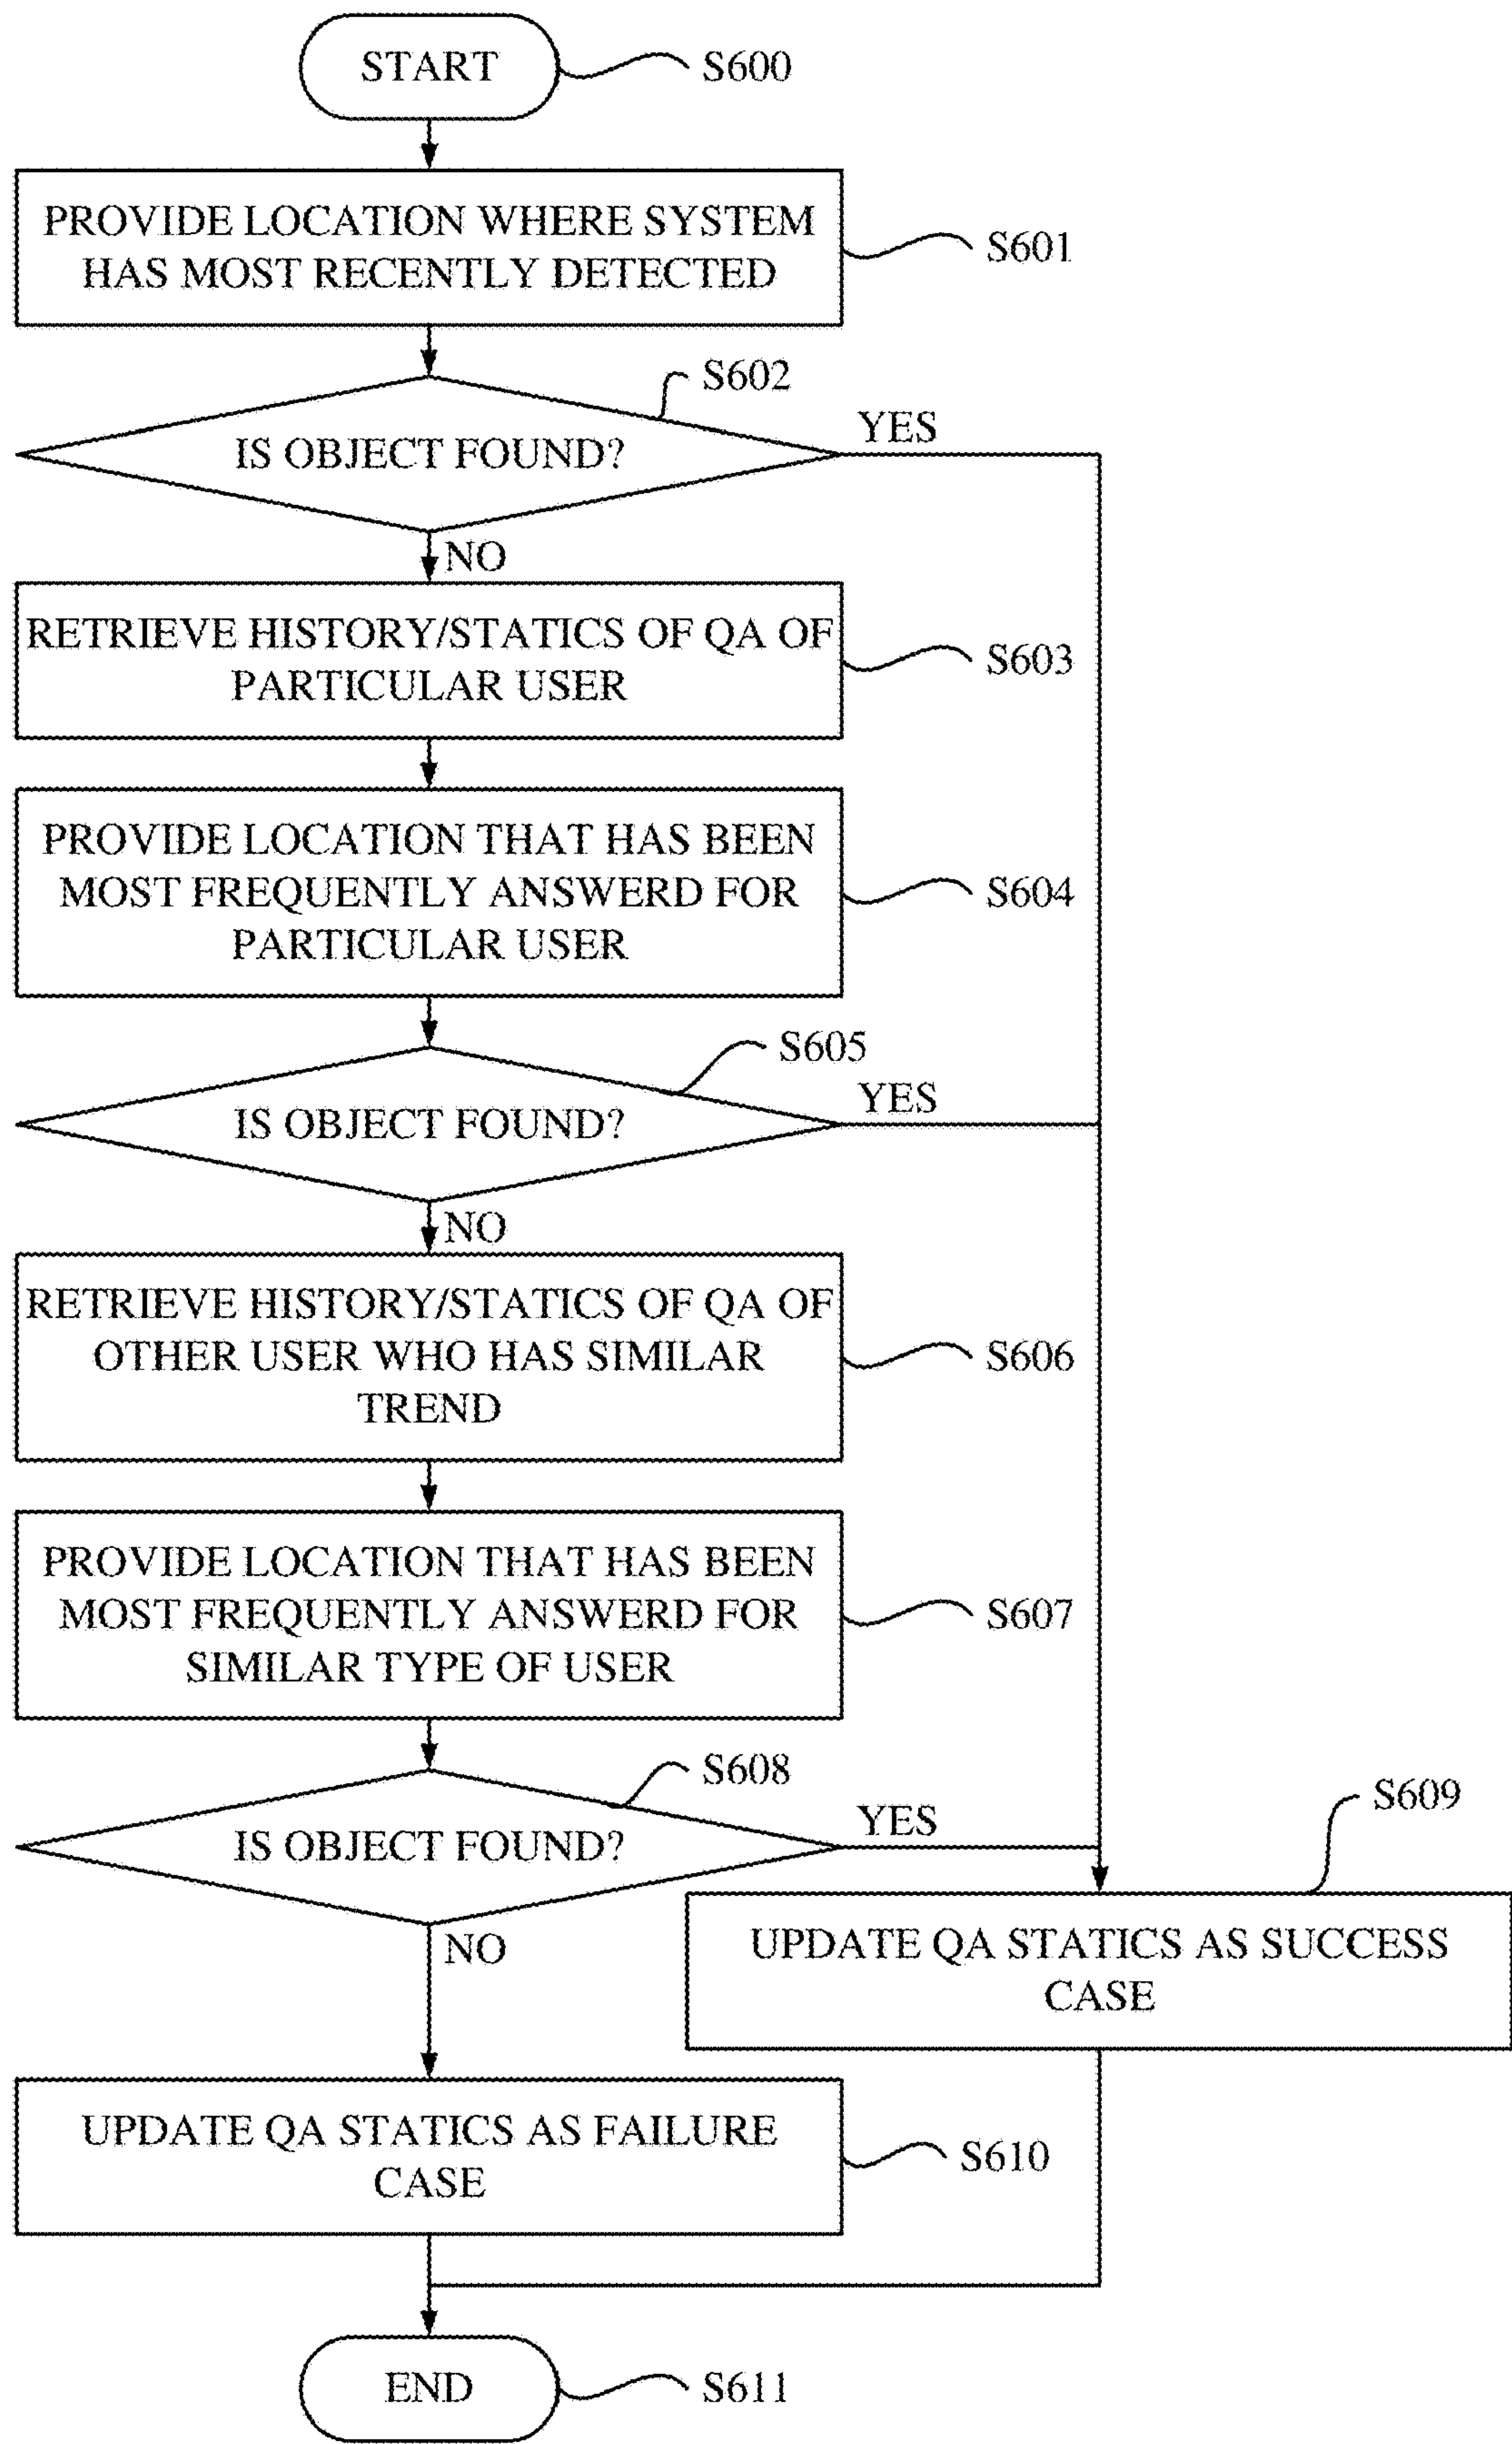 START
S600
PROVIDE LOCATION WHERE SYSTEM
HAS MOST RECENTLY DETECTED
S601
S602
IS OBJECT FOUND?
YES
NO
RETRIEVE HISTORY/STATICS OF QA OF
PARTICULAR USER
S603
PROVIDE LOCATION THAT HAS BEEN
MOST FREQUENTLY ANSWERD FOR
PARTICULAR USER
S604
S605
IS OBJECT FOUND?
YES
NO
RETRIEVE HISTORY/STATICS OF QA OF
OTHER USER WHO HAS SIMILAR
TREND
S606
PROVIDE LOCATION THAT HAS BEEN
MOST FREQUENTLY ANSWERD FOR
SIMILAR TYPE OF USER
S607
S608
IS OBJECT FOUND?
YES
NO
S609
UPDATE QA STATICS AS SUCCESS
CASE
UPDATE QA STATICS AS FAILURE
CASE
S610
END
S611